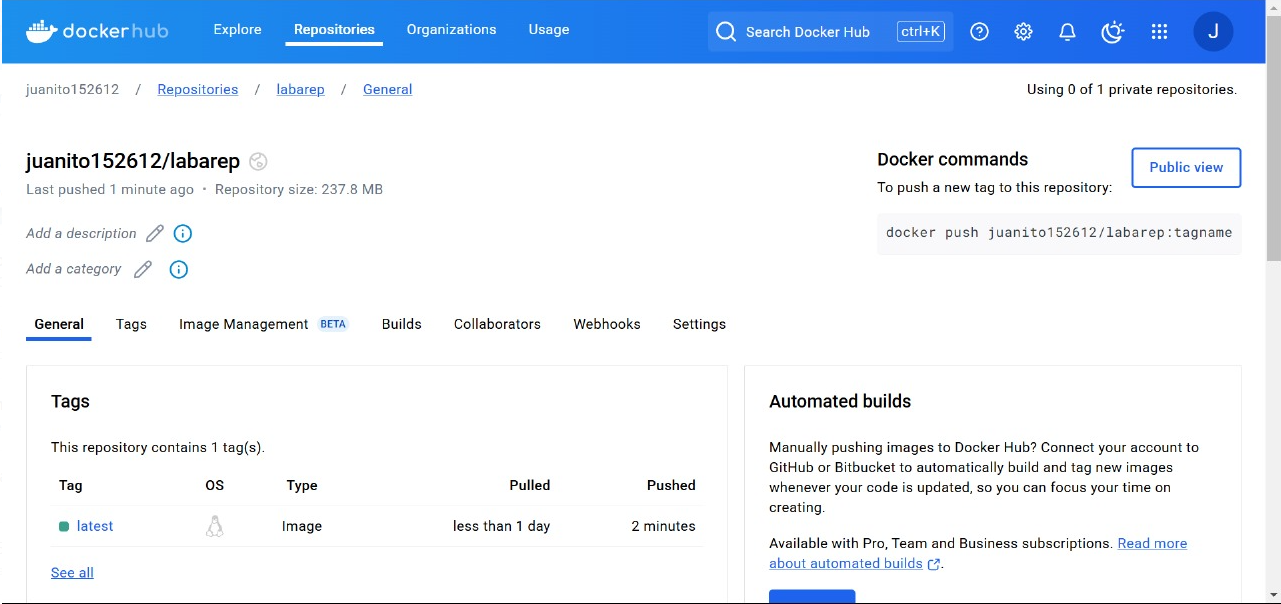 dockerhub Explore Repositories Organizations Usage Search Docker Hub ctrl+K J
juanito152612 / Repositories / labarep / General Using 0 of 1 private repositories.
juanito152612/labarep
Last pushed 1 minute ago • Repository size: 237.8 MB
Add a description
Add a category
Docker commands
To push a new tag to this repository:
Public view
docker push juanito152612/labarep:tagname
General Tags Image Management BETA Builds Collaborators Webhooks Settings
Tags
This repository contains 1 tag(s).
Tag OS Type Pulled Pushed
latest Image less than 1 day 2 minutes
See all
Automated builds
Manually pushing images to Docker Hub? Connect your account to
GitHub or Bitbucket to automatically build and tag new images
whenever your code is updated, so you can focus your time on
creating.
Available with Pro, Team and Business subscriptions. Read more
about automated builds.